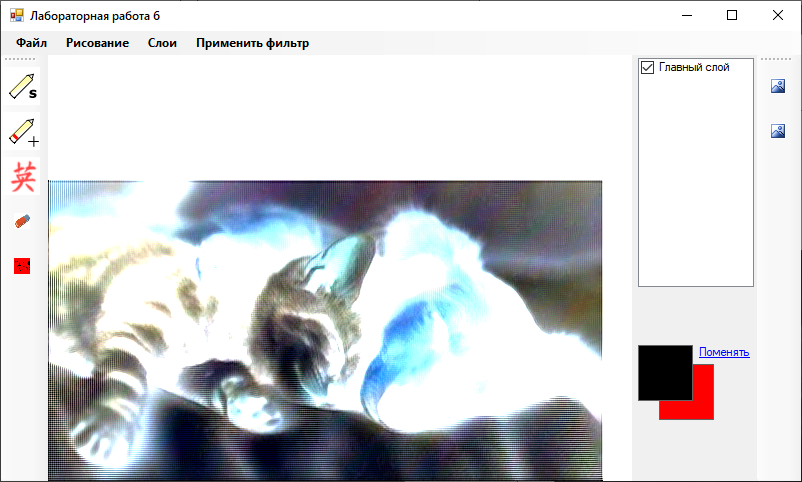 Лабораторная работа 6
Файл Рисование Слои Применить фильтр
s
Главный слой
英
Поменять